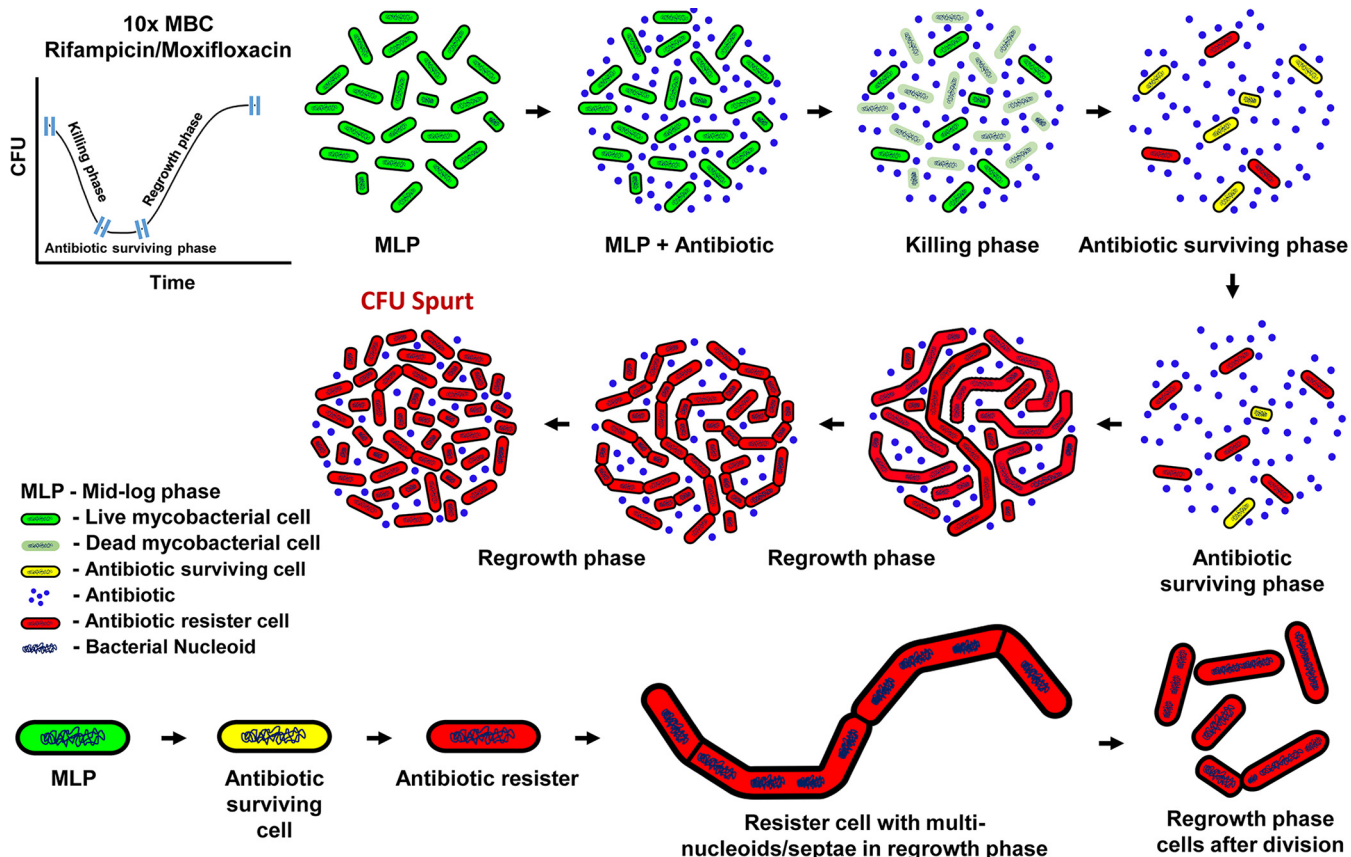 10x MBC
Rifampicin/Moxifloxacin
CFU
Killing phase
Regrowth phase
Antibiotic surviving phase
Time
MLP
MLP + Antibiotic
Killing phase
Antibiotic surviving phase
CFU Spurt
Regrowth phase
Regrowth phase
Antibiotic
surviving phase
MLP - Mid-log phase
- Live mycobacterial cell
- Dead mycobacterial cell
- Antibiotic surviving cell
- Antibiotic
- Antibiotic resister cell
- Bacterial Nucleoid
MLP
Antibiotic
surviving
cell
Antibiotic resister
Resister cell with multi-
nucleoids/septae in regrowth phase
Regrowth phase
cells after division